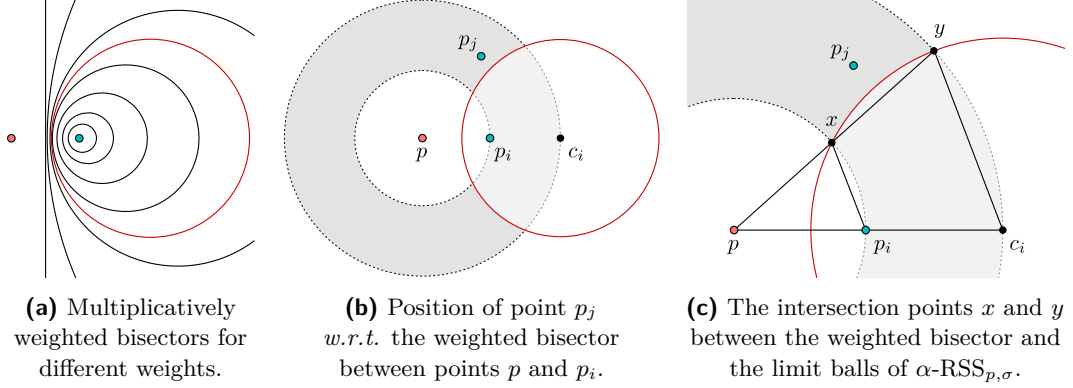 p_j
p
p_i
c_i
y
p_j
x
p
p_i
c_i
(a) Multiplicatively
weighted bisectors for
different weights.
(b) Position of point p_j
w.r.t. the weighted bisector
between points p and p_i.
(c) The intersection points x and y
between the weighted bisector and
the limit balls of α-RSS_{p,σ}.